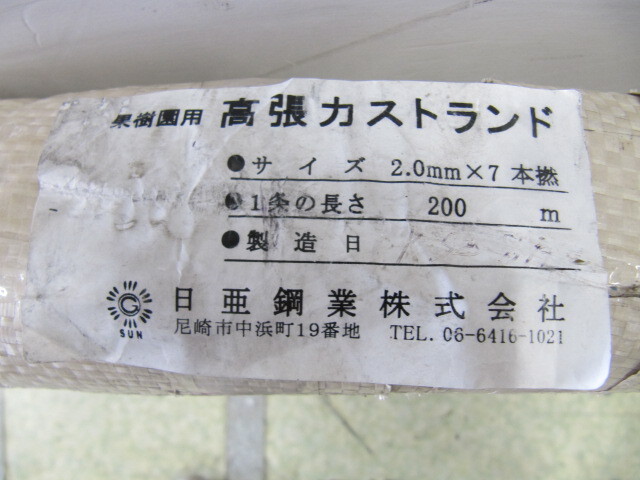 果樹園用 高張力ストランド
●サイズ 2.0mm×7本撚
●1条の長さ 200 m
●製造日
G SUN
日亜鋼業株式会社
尼崎市中浜町19番地 TEL. 06-6416-1021